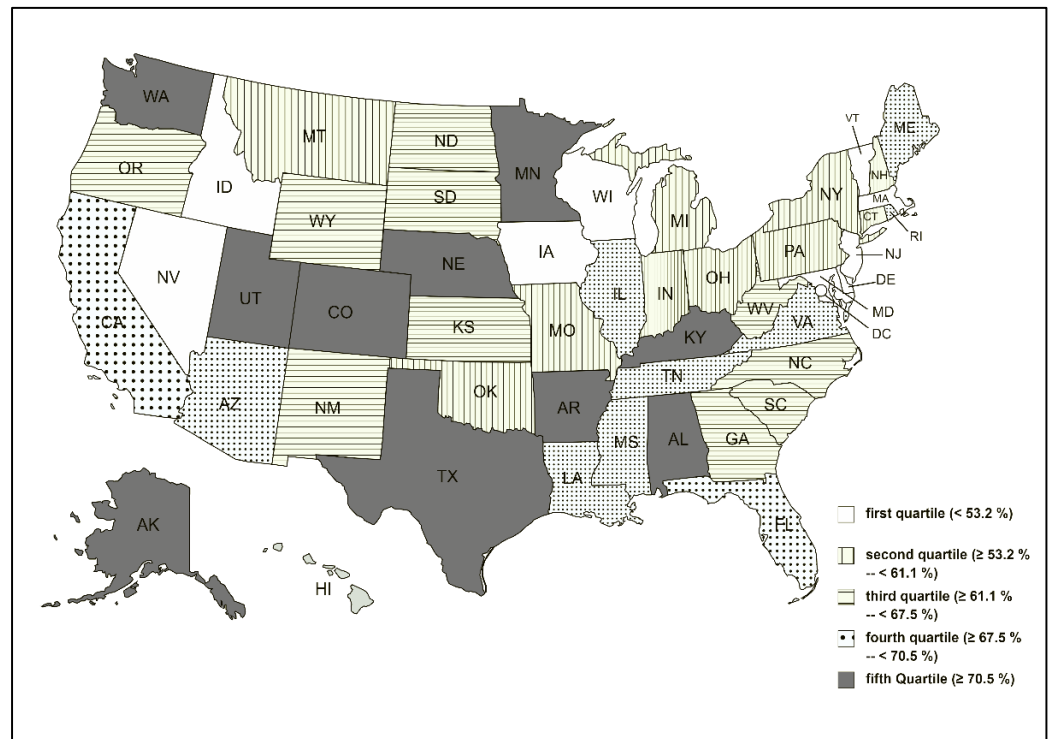 WA
MT
ND
MN
VT
ME
OR
ID
SD
WI
NY
NH
MA
WY
MI
CT
RI
IA
PA
NJ
NE
NV
IL
IN
OH
DE
UT
CO
WV
MD
CA
KS
MO
VA
DC
KY
NC
TN
OK
AZ
NM
AR
SC
MS
AL
GA
TX
LA
FL
AK
HI
first quartile (< 53.2 %)
second quartile (≥ 53.2 %
-- < 61.1 %)
third quartile (≥ 61.1 %
-- < 67.5 %)
fourth quartile (≥ 67.5 %
-- < 70.5 %)
fifth Quartile (≥ 70.5 %)